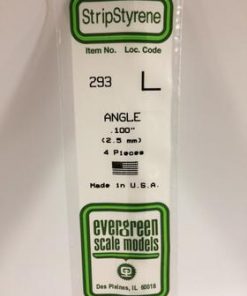 StripStyrene
Item No. Loc. Code
293 L
ANGLE
.100"
(2.5 mm)
4 Pieces
Made in U.S.A.
evergreen
scale models
Des Plaines, IL 60018